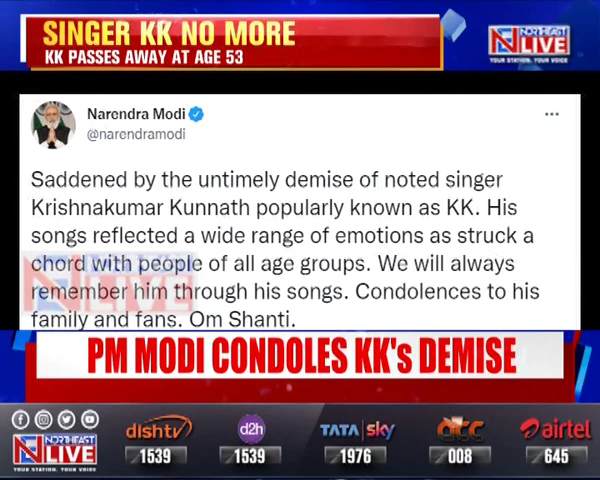 SINGER KK NO MORE
KK PASSES AWAY AT AGE 53
NORTHEAST
LIVE
YOUR STATION. YOUR VOICE
Narendra Modi
@narendramodi
Saddened by the untimely demise of noted singer
Krishnakumar Kunnath popularly known as KK. His
songs reflected a wide range of emotions as struck a
chord with people of all age groups. We will always
remember him through his songs. Condolences to his
family and fans. Om Shanti.
LIVE
PM MODI CONDOLES KK's DEMISE
NORTHEAST
LIVE
YOUR STATION. YOUR VOICE
dishtv
1539
d2h
1539
TATA sky
1976
008
airtel
645